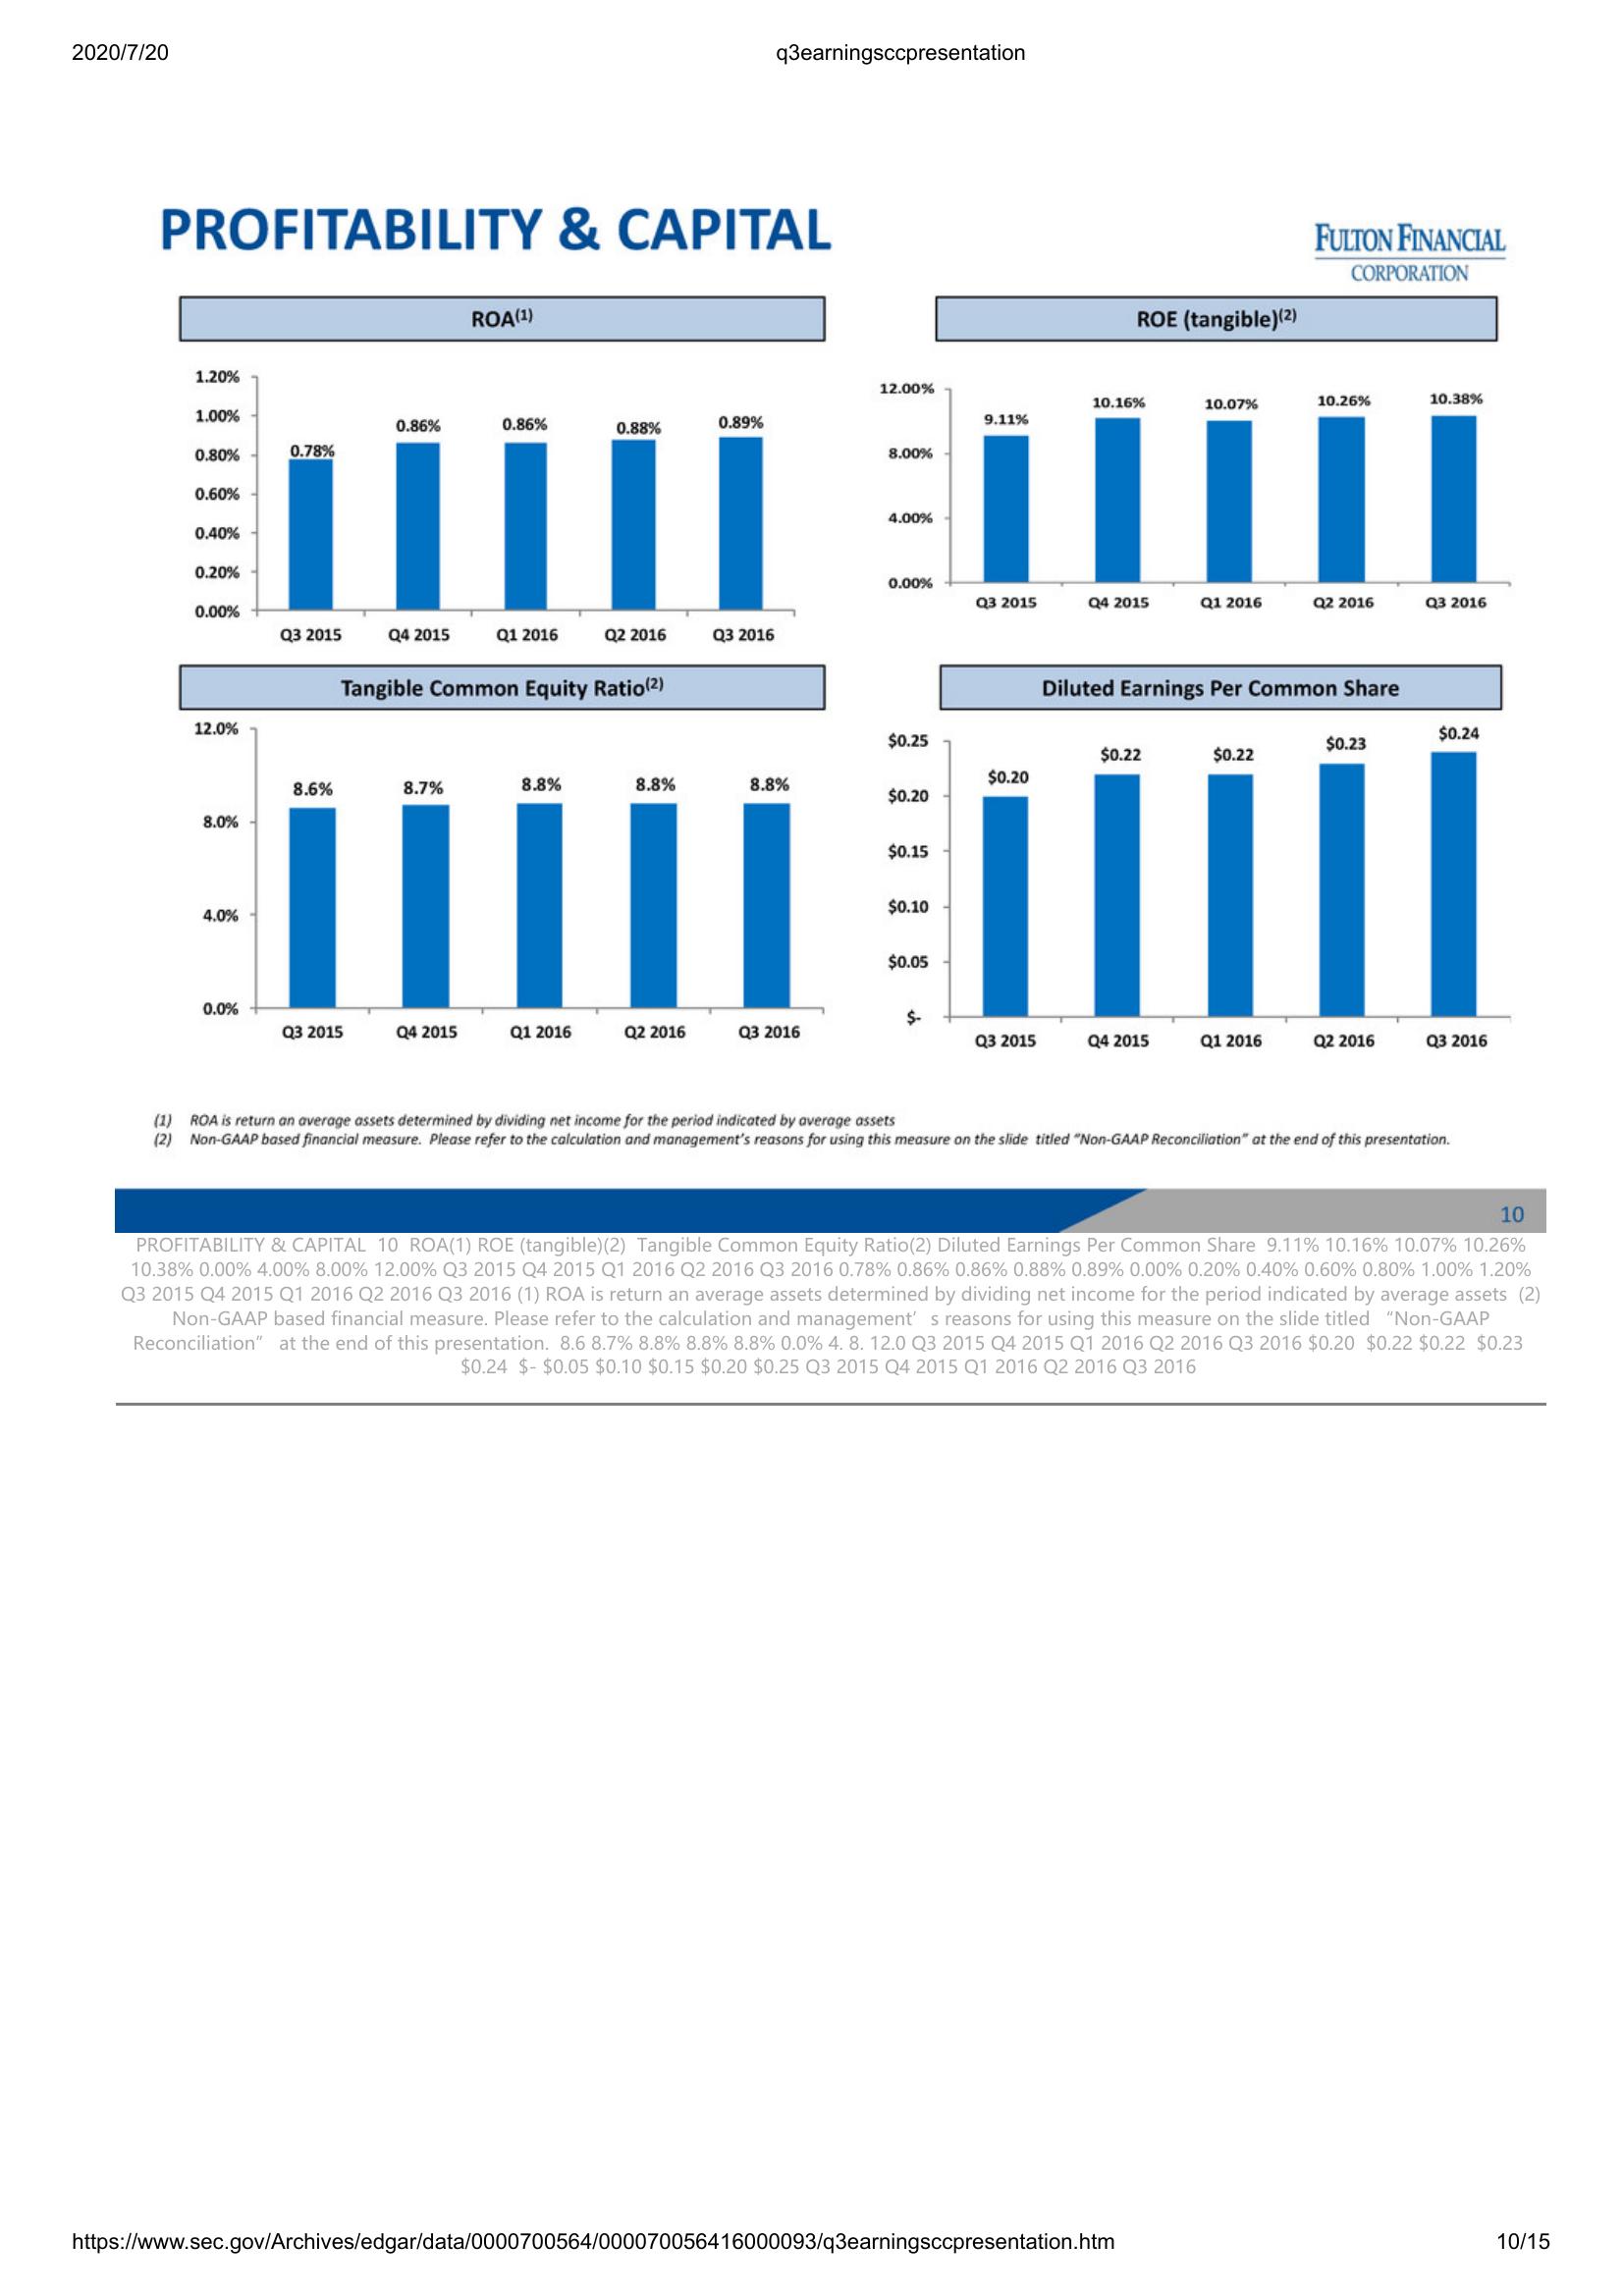 2020/7/20
q3earningsccpresentation
PROFITABILITY & CAPITAL
FULTON FINANCIAL
CORPORATION
ROA(1)
1.20%
1.00%
0.80%
0.60%
0.40%
0.20%
0.00%
0.78%
0.86%
0.86%
0.88%
0.89%
Q3 2015 Q4 2015 Q1 2016 Q2 2016 Q3 2016
ROE (tangible)(2)
12.00%
8.00%
4.00%
0.00%
9.11%
10.16%
10.07%
10.26%
10.38%
Q3 2015 Q4 2015 Q1 2016 Q2 2016 Q3 2016
Tangible Common Equity Ratio(2)
12.0%
8.0%
4.0%
0.0%
8.6%
8.7%
8.8%
8.8%
8.8%
Q3 2015 Q4 2015 Q1 2016 Q2 2016 Q3 2016
Diluted Earnings Per Common Share
$0.25
$0.20
$0.15
$0.10
$0.05
$-
$0.20
$0.22
$0.22
$0.23
$0.24
Q3 2015 Q4 2015 Q1 2016 Q2 2016 Q3 2016
(1) ROA is return an average assets determined by dividing net income for the period indicated by average assets
(2) Non-GAAP based financial measure. Please refer to the calculation and management's reasons for using this measure on the slide titled "Non-GAAP Reconciliation" at the end of this presentation.
10
PROFITABILITY & CAPITAL 10 ROA(1) ROE (tangible)(2) Tangible Common Equity Ratio(2) Diluted Earnings Per Common Share 9.11% 10.16% 10.07% 10.26%
10.38% 0.00% 4.00% 8.00% 12.00% Q3 2015 Q4 2015 Q1 2016 Q2 2016 Q3 2016 0.78% 0.86% 0.86% 0.88% 0.89% 0.00% 0.20% 0.40% 0.60% 0.80% 1.00% 1.20%
Q3 2015 Q4 2015 Q1 2016 Q2 2016 Q3 2016 (1) ROA is return an average assets determined by dividing net income for the period indicated by average assets (2)
Non-GAAP based financial measure. Please refer to the calculation and management’ s reasons for using this measure on the slide titled “Non-GAAP
Reconciliation” at the end of this presentation. 8.6 8.7% 8.8% 8.8% 8.8% 0.0% 4. 8. 12.0 Q3 2015 Q4 2015 Q1 2016 Q2 2016 Q3 2016 $0.20 $0.22 $0.22 $0.23
$0.24 $- $0.05 $0.10 $0.15 $0.20 $0.25 Q3 2015 Q4 2015 Q1 2016 Q2 2016 Q3 2016
https://www.sec.gov/Archives/edgar/data/0000700564/000070056416000093/q3earningsccpresentation.htm
10/15